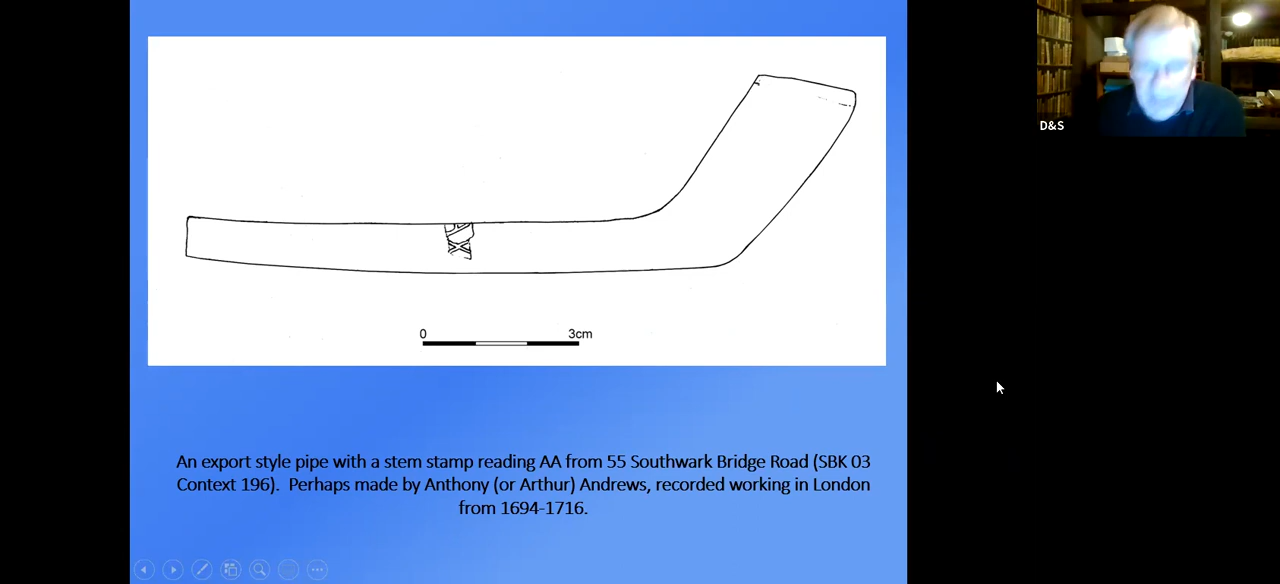 D&S
0 3cm
An export style pipe with a stem stamp reading AA from 55 Southwark Bridge Road (SBK 03
Context 196). Perhaps made by Anthony (or Arthur) Andrews, recorded working in London
from 1694-1716.